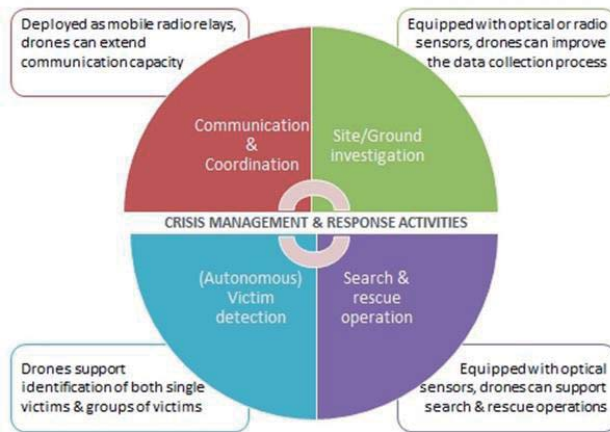 Deployed as mobile radio relays,
drones can extend
communication capacity
Equipped with optical or radio
sensors, drones can improve
the data collection process
Communication
&
Coordination
Site/Ground
investigation
CRISIS MANAGEMENT & RESPONSE ACTIVITIES
(Autonomous)
Victim
detection
Search &
rescue
operation
Drones support
identification of both single
victims & groups of victims
Equipped with optical
sensors, drones can support
search & rescue operations